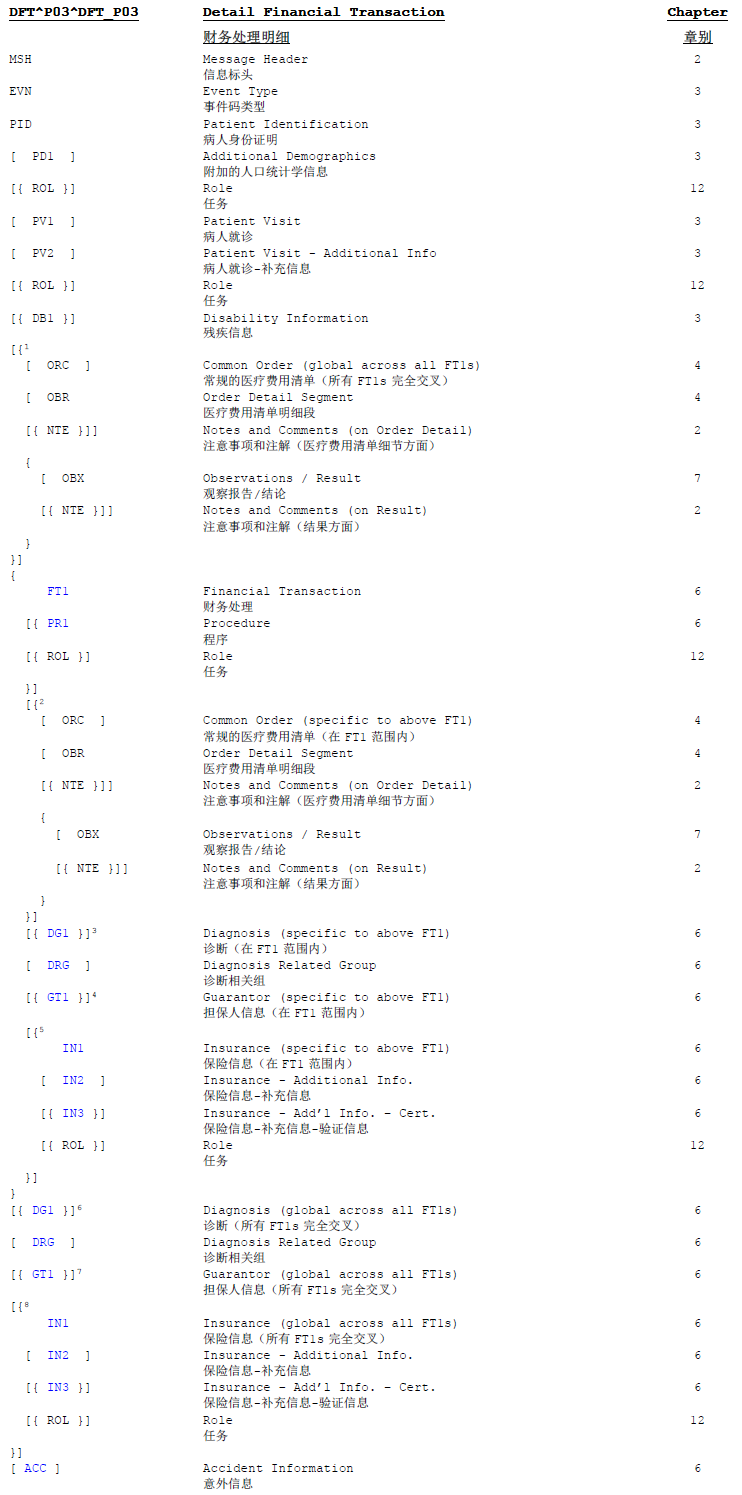 DFT^P03^DFT_P03 Detail Financial Transaction Chapter
财务处理明细 章别
MSH Message Header 2
信息标头
EVN Event Type 3
事件码类型
PID Patient Identification 3
病人身份证明
[ PD1 ] Additional Demographics 3
附加的人口统计学信息
[{ ROL }] Role 12
任务
[ PV1 ] Patient Visit 3
病人就诊
[ PV2 ] Patient Visit - Additional Info 3
病人就诊-补充信息
[{ ROL }] Role 12
任务
[{ DB1 }] Disability Information 3
残疾信息
[{1
[ ORC ] Common Order (global across all FT1s) 4
常规的医疗费用清单（所有 FT1s 完全交叉）
[ OBR Order Detail Segment 4
医疗费用清单明细段
[{ NTE }]] Notes and Comments (on Order Detail) 2
注意事项和注解（医疗费用清单细节方面）
{
[ OBX Observations / Result 7
观察报告/结论
[{ NTE }]] Notes and Comments (on Result) 2
注意事项和注解（结果方面）
}
}]
{
FT1 Financial Transaction 6
财务处理
[{ PR1 Procedure 6
程序
[{ ROL }] Role 12
任务
}]
[{2
[ ORC ] Common Order (specific to above FT1) 4
常规的医疗费用清单（在 FT1 范围内）
[ OBR Order Detail Segment 4
医疗费用清单明细段
[{ NTE }]] Notes and Comments (on Order Detail) 2
注意事项和注解（医疗费用清单细节方面）
{
[ OBX Observations / Result 7
观察报告/结论
[{ NTE }]] Notes and Comments (on Result) 2
注意事项和注解（结果方面）
}
}]
[{ DG1 }]3 Diagnosis (specific to above FT1) 6
诊断（在 FT1 范围内）
[ DRG ] Diagnosis Related Group 6
诊断相关组
[{ GT1 }]4 Guarantor (specific to above FT1) 6
担保人信息（在 FT1 范围内）
[{5
IN1 Insurance (specific to above FT1) 6
保险信息（在 FT1 范围内）
[ IN2 ] Insurance - Additional Info. 6
保险信息-补充信息
[{ IN3 }] Insurance - Add’l Info. - Cert. 6
保险信息-补充信息-验证信息
[{ ROL }] Role 12
任务
}]
}
[{ DG1 }]6 Diagnosis (global across all FT1s) 6
诊断（所有 FT1s 完全交叉）
[ DRG ] Diagnosis Related Group 6
诊断相关组
[{ GT1 }]7 Guarantor (global across all FT1s) 6
担保人信息（所有 FT1s 完全交叉）
[{8
IN1 Insurance (global across all FT1s) 6
保险信息（所有 FT1s 完全交叉）
[ IN2 ] Insurance - Additional Info. 6
保险信息-补充信息
[{ IN3 }] Insurance - Add’l Info. - Cert. 6
保险信息-补充信息-验证信息
[{ ROL }] Role 12
任务
}]
[ ACC ] Accident Information 6
意外信息